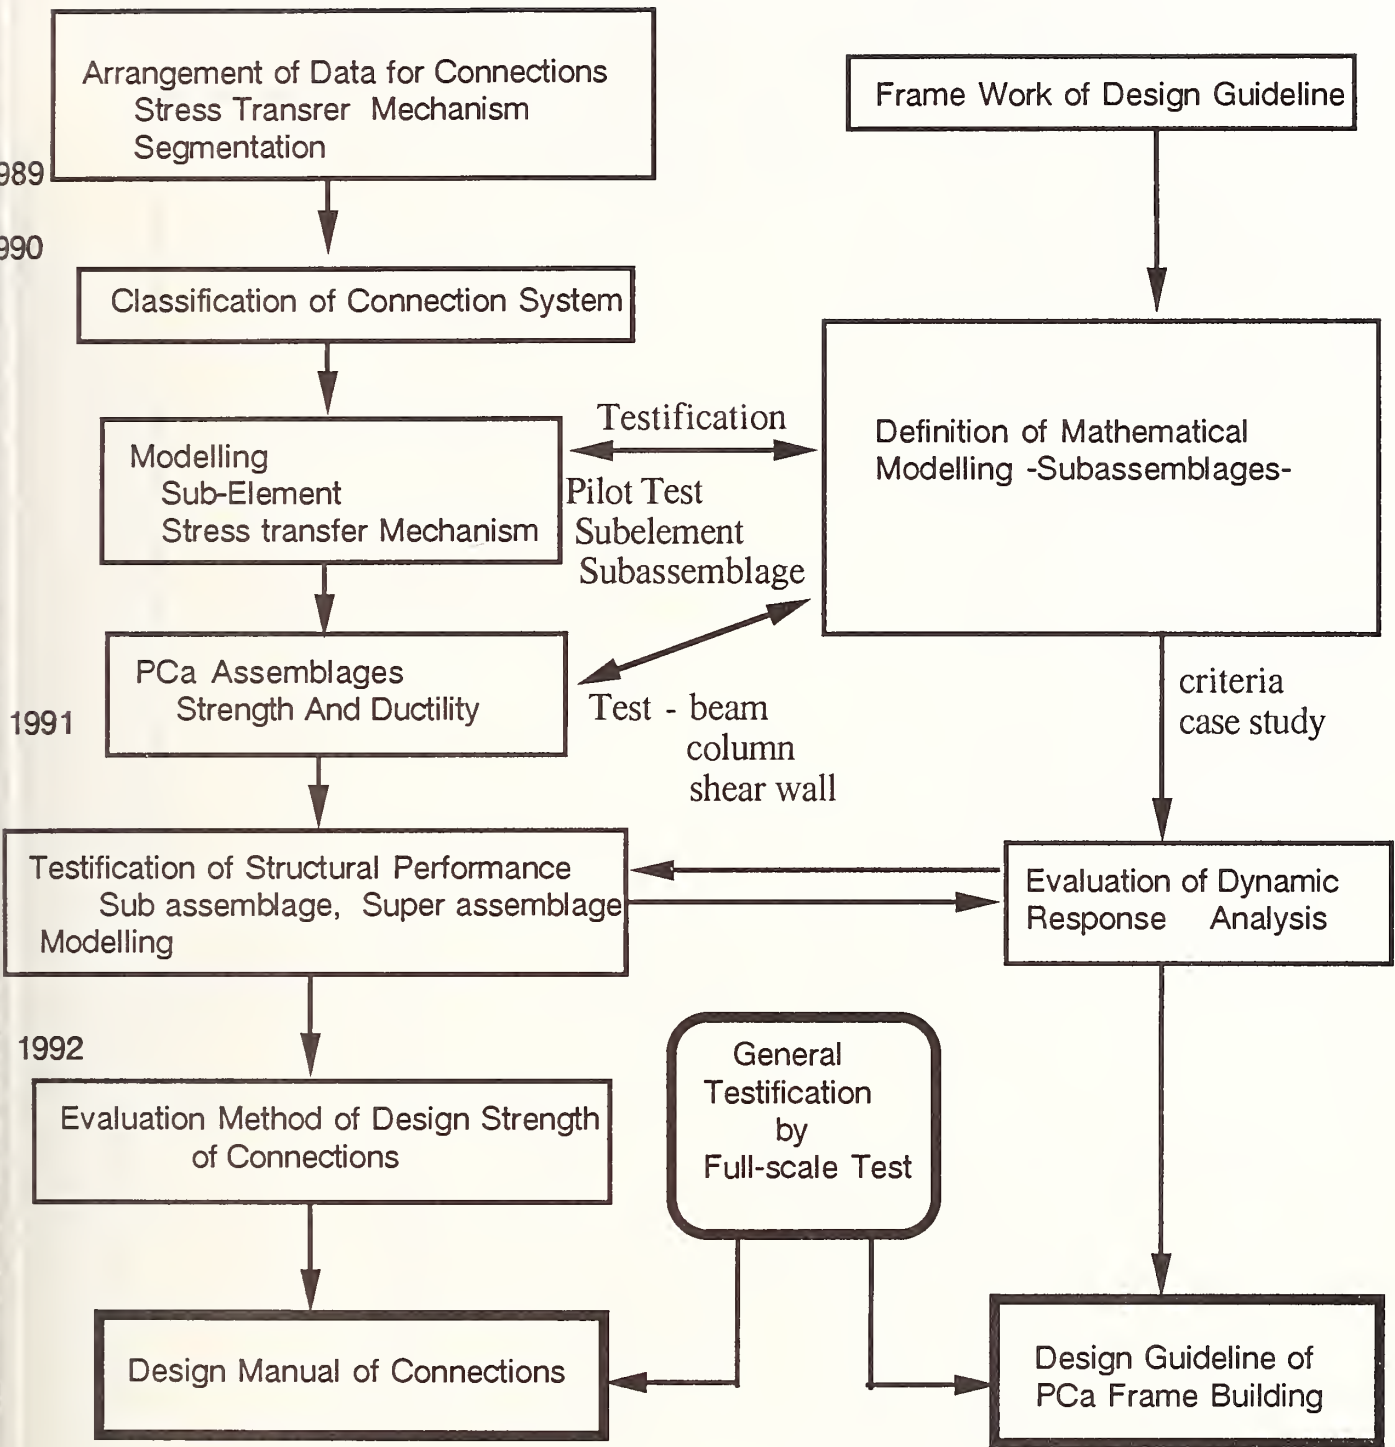 Arrangement of Data for Connections
Stress Transrer Mechanism
Segmentation
989
990
Frame Work of Design Guideline
Classification of Connection System
Modelling
Sub-Element
Stress transfer Mechanism
Testification
Pilot Test
Subelement
Subassemblage
Definition of Mathematical
Modelling -Subassemblages-
PCa Assemblages
Strength And Ductility
1991
Test - beam
column
shear wall
criteria
case study
Testification of Structural Performance
Sub assemblage, Super assemblage
Modelling
Evaluation of Dynamic
Response Analysis
1992
Evaluation Method of Design Strength
of Connections
General
Testification
by
Full-scale Test
Design Manual of Connections
Design Guideline of
PCa Frame Building